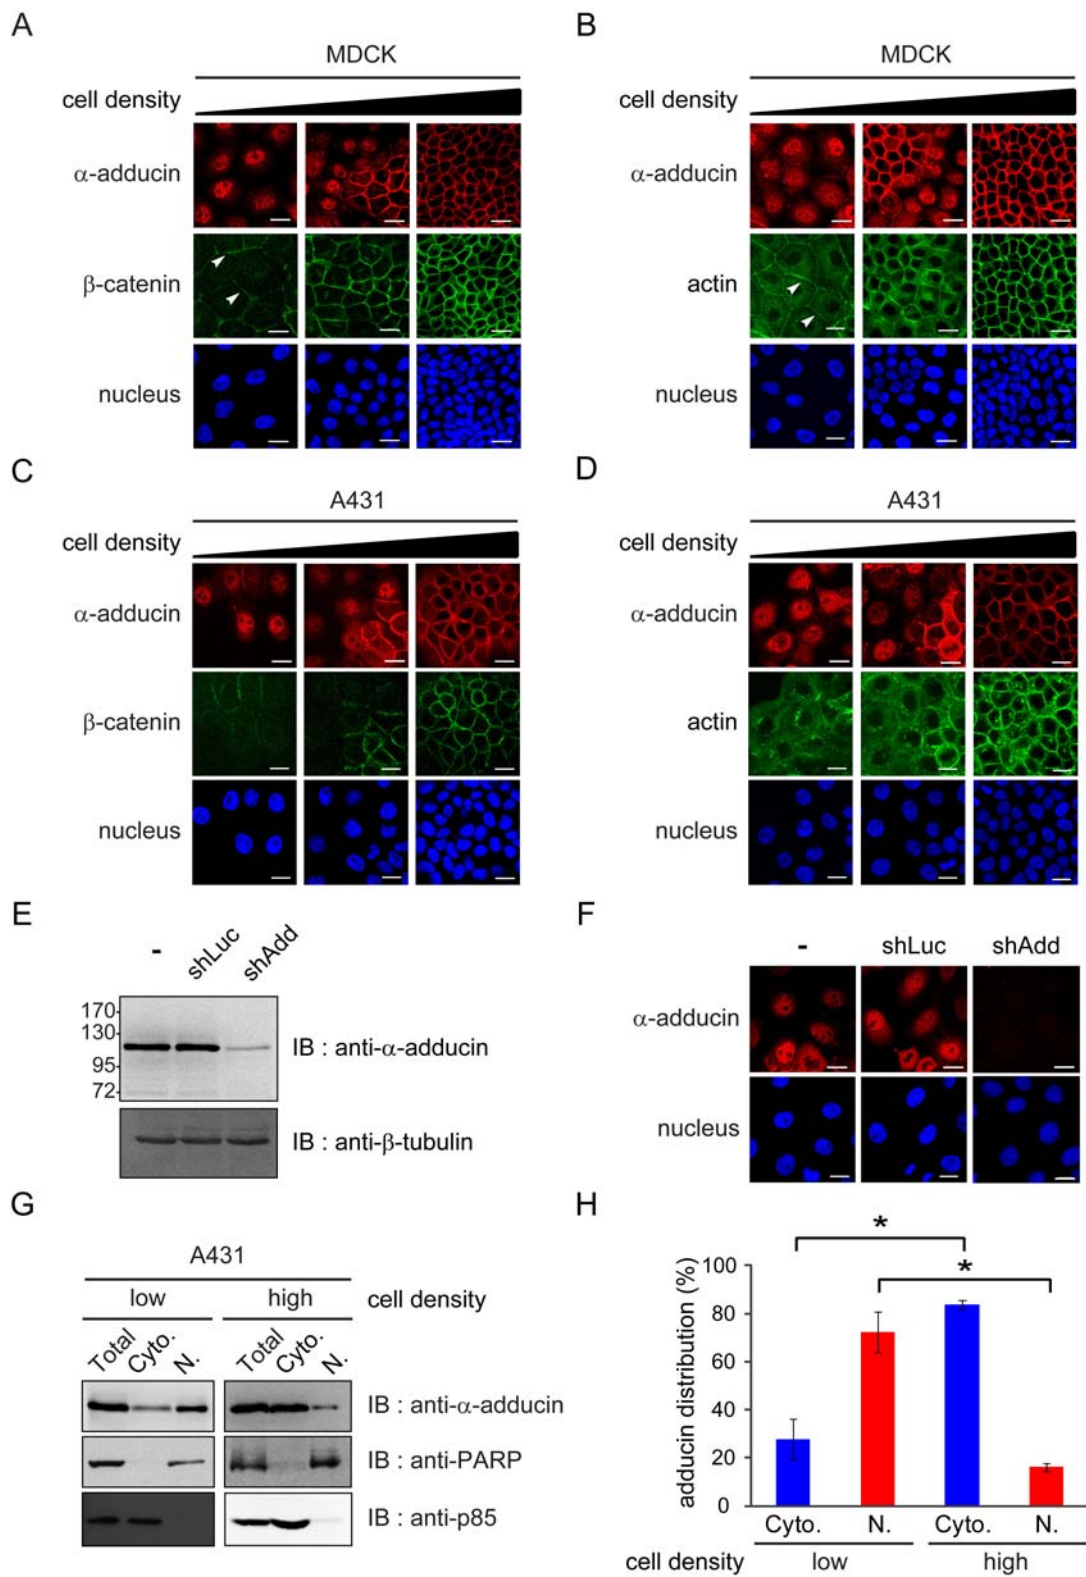 A
MDCK
cell density
α-adducin
β-catenin
nucleus
B
MDCK
cell density
α-adducin
actin
nucleus
C
A431
cell density
α-adducin
β-catenin
nucleus
D
A431
cell density
α-adducin
actin
nucleus
E
- shLuc shAdd
170-
130-
95-
72-
IB : anti-α-adducin
IB : anti-β-tubulin
F
- shLuc shAdd
α-adducin
nucleus
G
A431
low high cell density
Total Cyto. N. Total Cyto. N.
IB : anti-α-adducin
IB : anti-PARP
IB : anti-p85
H
*
*
adducin distribution (%)
100
80
60
40
20
0
Cyto. N. Cyto. N.
cell density low high